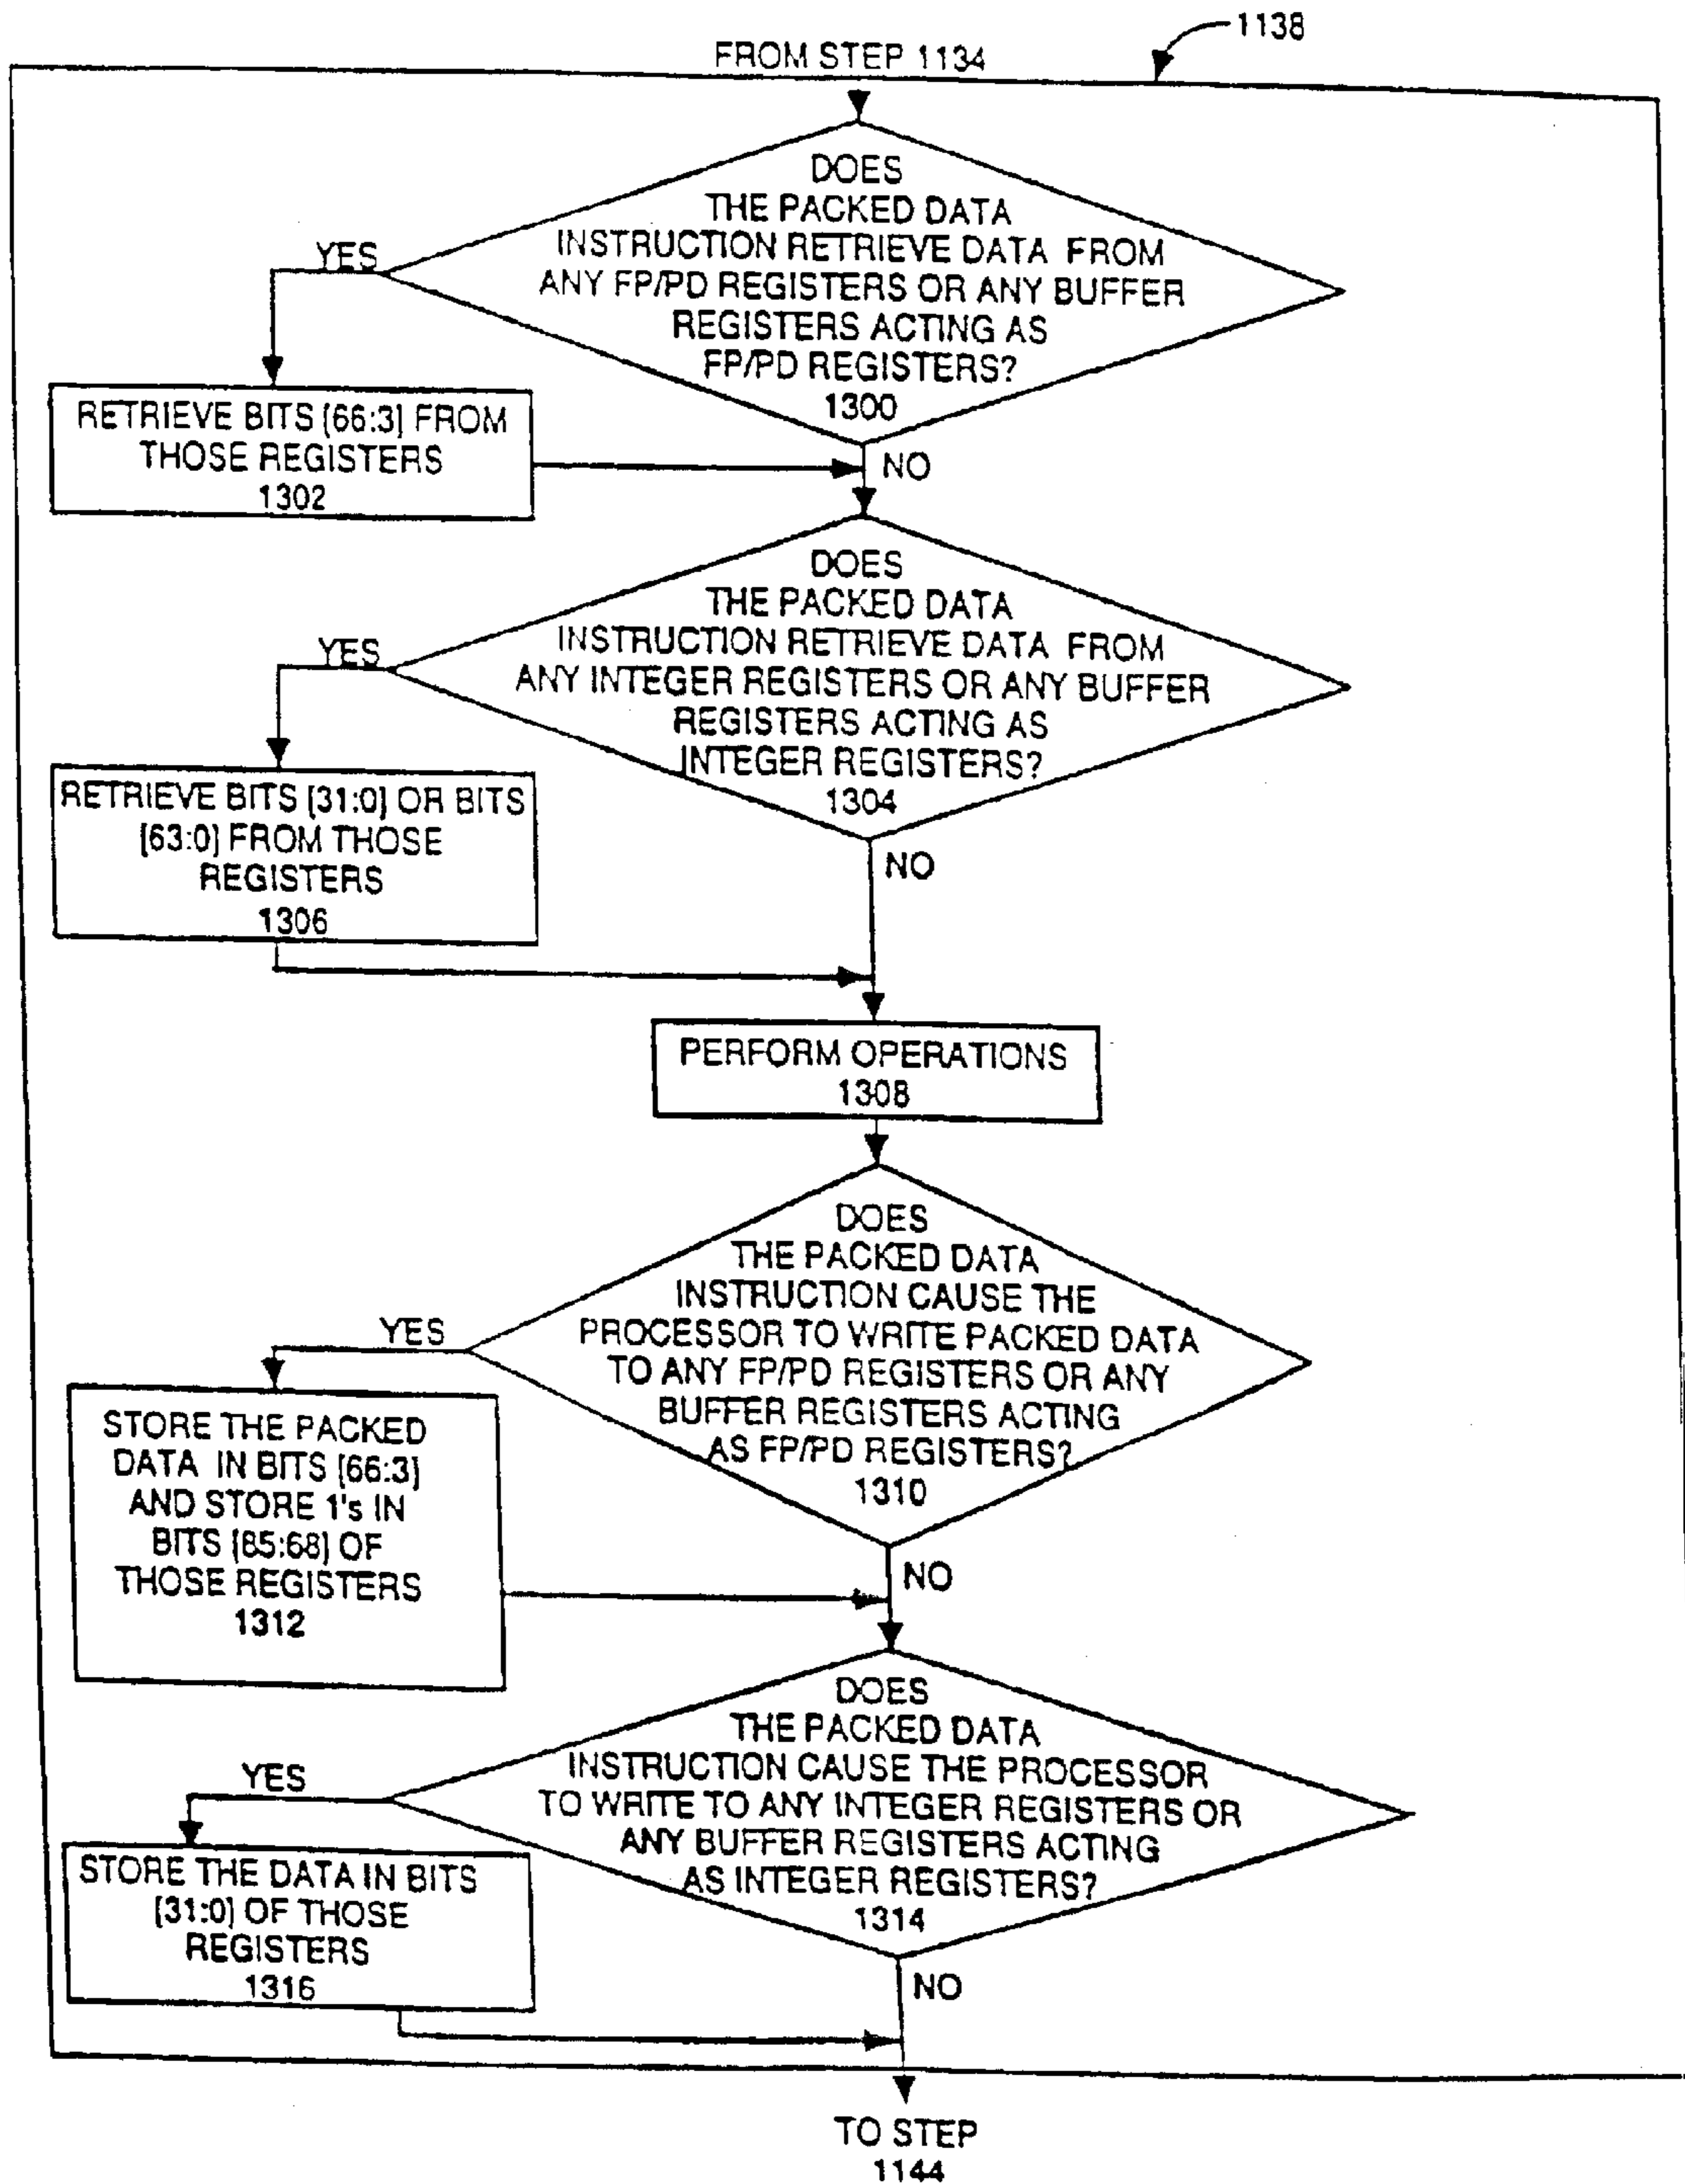 1138
FROM STEP 1134
DOES
THE PACKED DATA
INSTRUCTION RETRIEVE DATA FROM
ANY FP/PD REGISTERS OR ANY BUFFER
REGISTERS ACTING AS
FP/PD REGISTERS?
1300
YES
NO
RETRIEVE BITS [66:3] FROM
THOSE REGISTERS
1302
DOES
THE PACKED DATA
INSTRUCTION RETRIEVE DATA FROM
ANY INTEGER REGISTERS OR ANY BUFFER
REGISTERS ACTING AS
INTEGER REGISTERS?
1304
YES
NO
RETRIEVE BITS [31:0] OR BITS
[63:0] FROM THOSE
REGISTERS
1306
PERFORM OPERATIONS
1308
DOES
THE PACKED DATA
INSTRUCTION CAUSE THE
PROCESSOR TO WRITE PACKED DATA
TO ANY FP/PD REGISTERS OR ANY
BUFFER REGISTERS ACTING
AS FP/PD REGISTERS?
1310
YES
NO
STORE THE PACKED
DATA IN BITS [66:3]
AND STORE 1's IN
BITS [85:68] OF
THOSE REGISTERS
1312
DOES
THE PACKED DATA
INSTRUCTION CAUSE THE PROCESSOR
TO WRITE TO ANY INTEGER REGISTERS OR
ANY BUFFER REGISTERS ACTING
AS INTEGER REGISTERS?
1314
YES
NO
STORE THE DATA IN BITS
[31:0] OF THOSE
REGISTERS
1316
TO STEP
1144